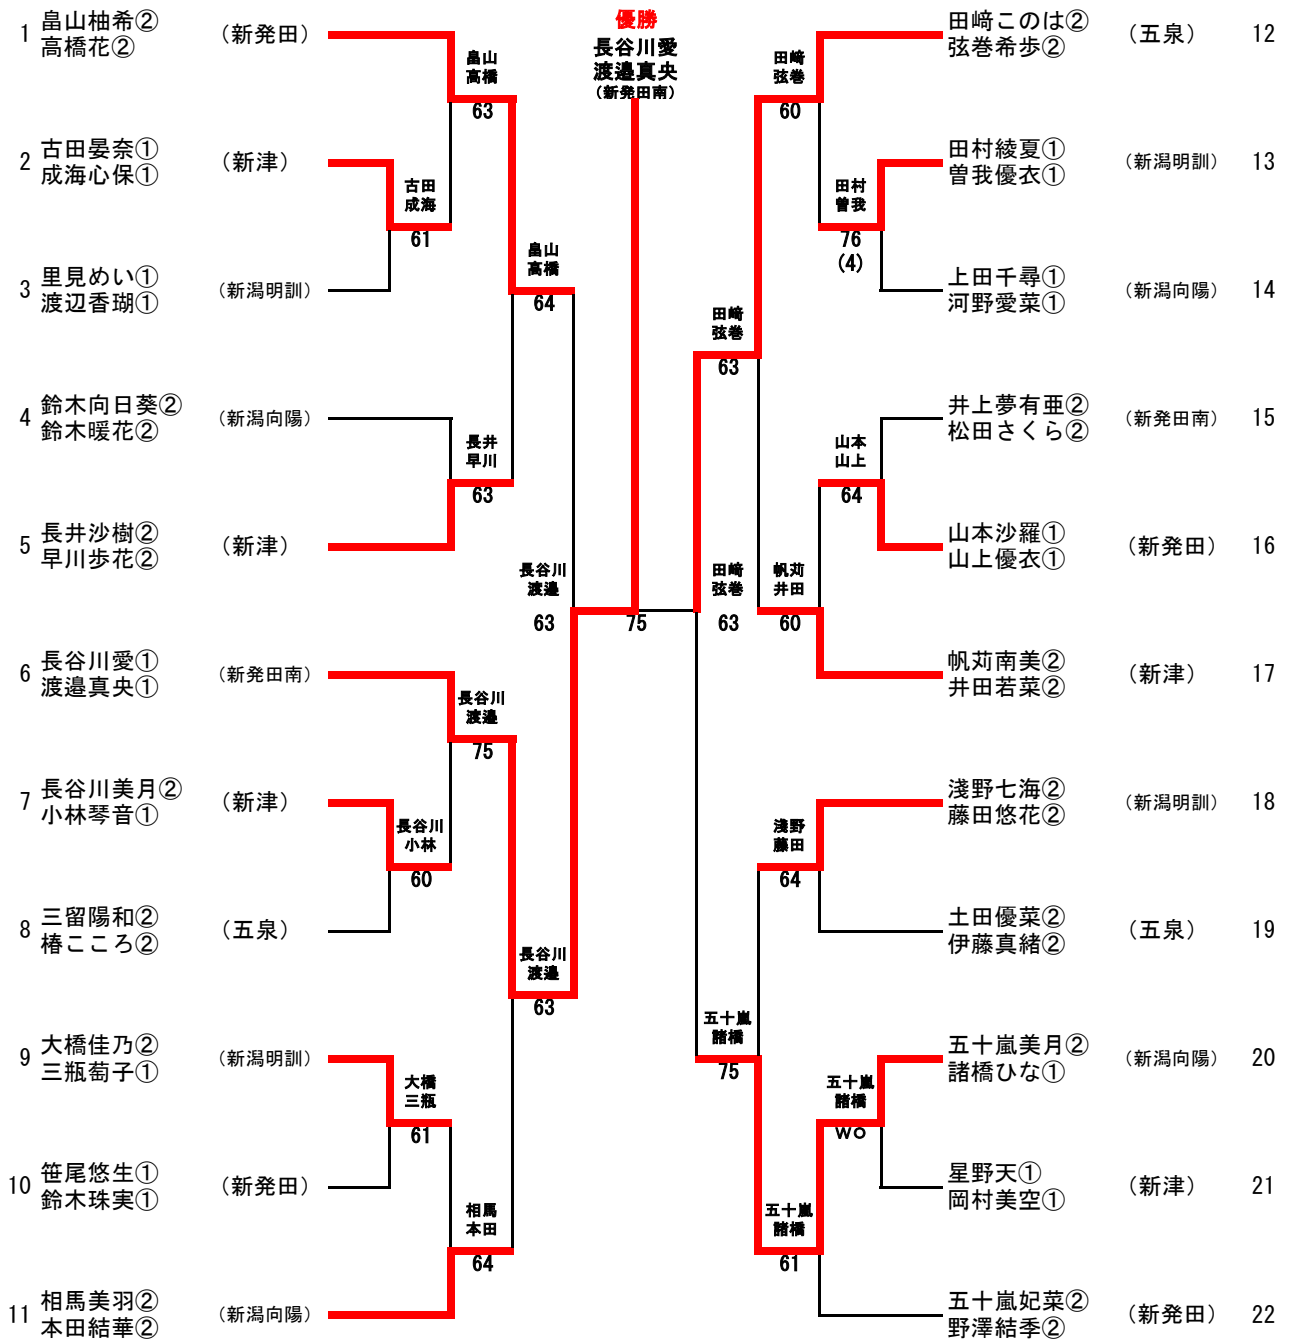 優勝
長谷川愛
渡邉真央
（新発田南）
1 畠山柚希② （新発田）
高橋花②
2 古田晏奈① （新津）
成海心保①
3 里見めい① （新潟明訓）
渡辺香瑚①
4 鈴木向日葵② （新潟向陽）
鈴木暖花②
5 長井沙樹② （新津）
早川歩花②
6 長谷川愛① （新発田南）
渡邉真央①
7 長谷川美月② （新津）
小林琴音①
8 三留陽和② （五泉）
椿こころ②
9 大橋佳乃② （新潟明訓）
三瓶萄子①
10 笹尾悠生① （新発田）
鈴木珠実①
11 相馬美羽② （新潟向陽）
本田結華②
古田
成海
61
長谷川
小林
60
大橋
三瓶
61
畠山
高橋
63
長井
早川
63
長谷川
渡邉
75
相馬
本田
64
畠山
高橋
64
長谷川
渡邉
63
長谷川
渡邉
63
75
田﨑
弦巻
63
田﨑
弦巻
63
五十嵐
諸橋
75
田﨑
弦巻
60
帆苅
井田
60
淺野
藤田
64
五十嵐
諸橋
61
田村
曽我
76
(4)
山本
山上
64
五十嵐
諸橋
WO
田﨑このは② （五泉） 12
弦巻希歩②
田村綾夏① （新潟明訓） 13
曽我優衣①
上田千尋① （新潟向陽） 14
河野愛菜①
井上夢有亜② （新発田南） 15
松田さくら②
山本沙羅① （新発田） 16
山上優衣①
帆苅南美② （新津） 17
井田若菜②
淺野七海② （新潟明訓） 18
藤田悠花②
土田優菜② （五泉） 19
伊藤真緒②
五十嵐美月② （新潟向陽） 20
諸橋ひな①
星野天① （新津） 21
岡村美空①
五十嵐妃菜② （新発田） 22
野澤結季②